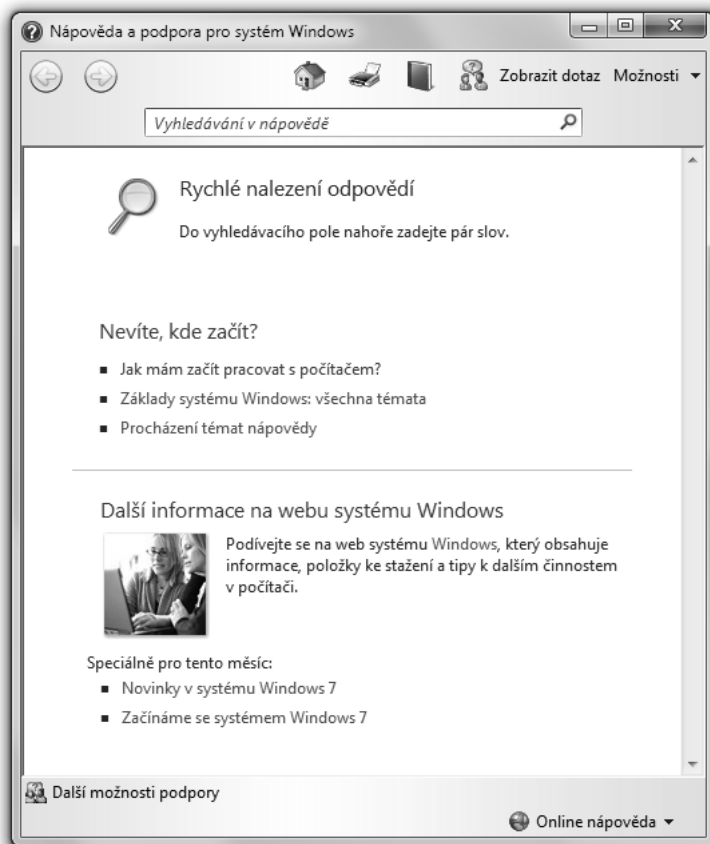 Nápověda a podpora pro systém Windows
Zobrazit dotaz Možnosti
Vyhledávání v nápovědě
Rychlé nalezení odpovědí
Do vyhledávacího pole nahoře zadejte pár slov.
Nevíte, kde začít?
Jak mám začít pracovat s počítačem?
Základy systému Windows: všechna témata
Procházení témat nápovědy
Další informace na webu systému Windows
Podívejte se na web systému Windows, který obsahuje
informace, položky ke stažení a tipy k dalším činnostem
v počítači.
Speciálně pro tento měsíc:
Novinky v systému Windows 7
Začínáme se systémem Windows 7
Další možnosti podpory
Online nápověda